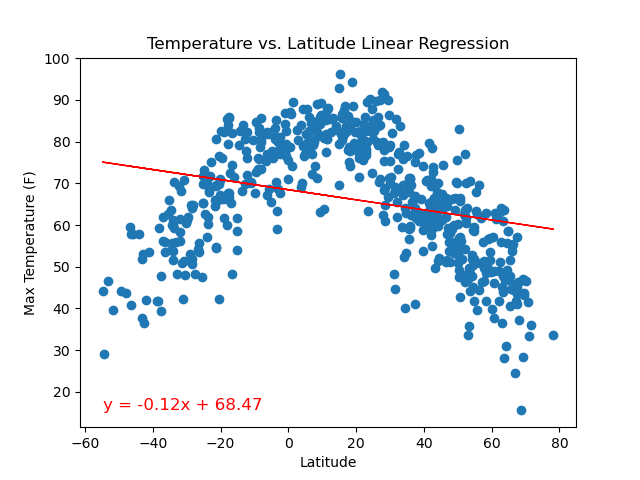 Temperature vs. Latitude Linear Regression
100
90
80
70
60
50
40
30
20
Max Temperature (F)
y = -0.12x + 68.47
−60 −40 −20 0 20 40 60 80
Latitude